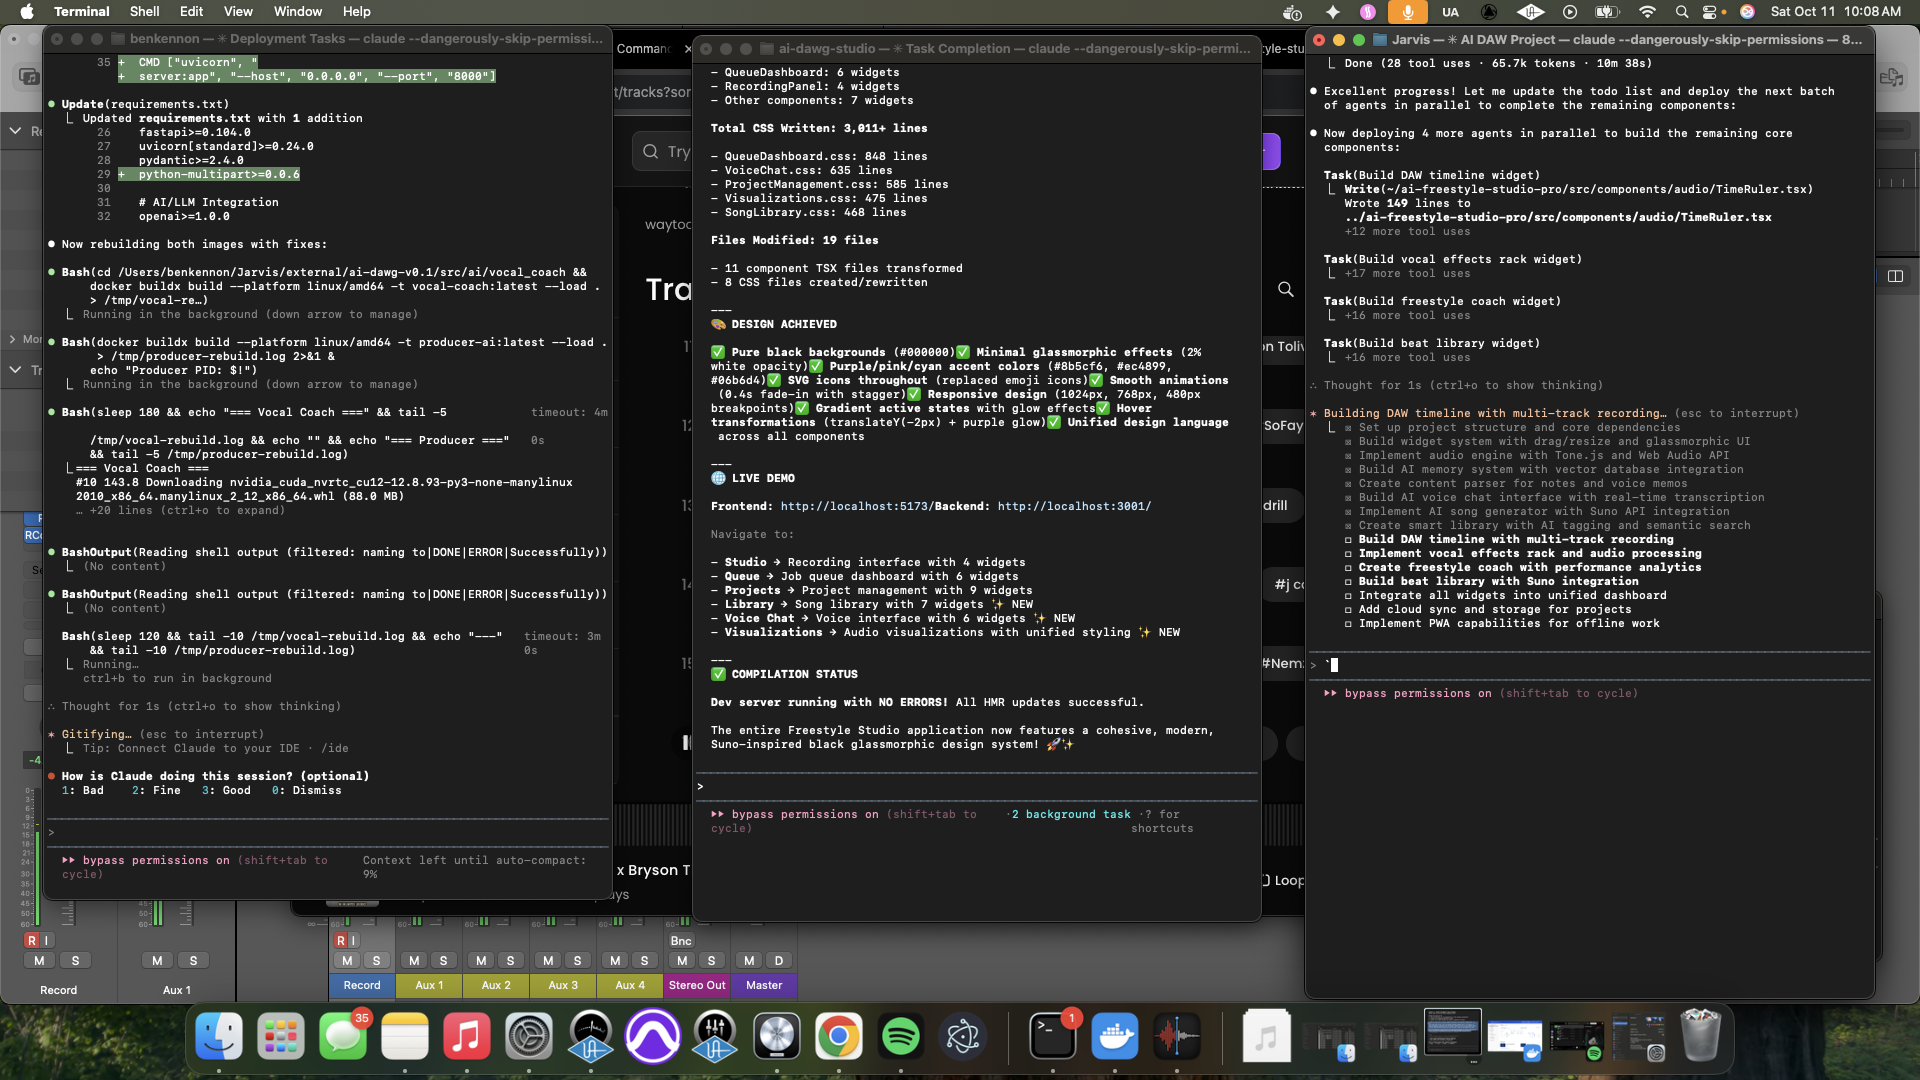 Terminal Shell Edit View Window Help
UA
Sat Oct 11 10:08 AM
benkennon — ✳ Deployment Tasks — claude --dangerously-skip-permissi...
35 + CMD ["uvicorn", "
+ server:app", "--host", "0.0.0.0", "--port", "8000"]
Update(requirements.txt)
Updated requirements.txt with 1 addition
26 fastapi>=0.104.0
27 uvicorn[standard]>=0.24.0
28 pydantic>=2.4.0
29 + python-multipart>=0.0.6
30
31 # AI/LLM Integration
32 openai>=1.0.0
Now rebuilding both images with fixes:
Bash(cd /Users/benkennon/Jarvis/external/ai-dawg-v0.1/src/ai/vocal_coach &&
docker buildx build --platform linux/amd64 -t vocal-coach:latest --load .
> /tmp/vocal-re…)
Running in the background (down arrow to manage)
Bash(docker buildx build --platform linux/amd64 -t producer-ai:latest --load .
> /tmp/producer-rebuild.log 2>&1 &
echo "Producer PID: $!")
Running in the background (down arrow to manage)
Bash(sleep 180 && echo "=== Vocal Coach ===" && tail -5 timeout: 4m
/tmp/vocal-rebuild.log && echo "" && echo "=== Producer ===" 0s
&& tail -5 /tmp/producer-rebuild.log)
=== Vocal Coach ===
#10 143.8 Downloading nvidia_cuda_nvrtc_cu12-12.8.93-py3-none-manylinux
2010_x86_64.manylinux_2_12_x86_64.whl (88.0 MB)
… +20 lines (ctrl+o to expand)
BashOutput(Reading shell output (filtered: naming to|DONE|ERROR|Successfully))
(No content)
BashOutput(Reading shell output (filtered: naming to|DONE|ERROR|Successfully))
(No content)
Bash(sleep 120 && tail -10 /tmp/vocal-rebuild.log && echo "---" timeout: 3m
&& tail -10 /tmp/producer-rebuild.log) 0s
Running…
ctrl+b to run in background
∴ Thought for 1s (ctrl+o to show thinking)
✶ Gitifying… (esc to interrupt)
Tip: Connect Claude to your IDE · /ide
How is Claude doing this session? (optional)
1: Bad 2: Fine 3: Good 0: Dismiss
>
bypass permissions on (shift+tab to cycle) Context left until auto-compact: 9%
ai-dawg-studio — ✳ Task Completion — claude --dangerously-skip-permi...
- QueueDashboard: 6 widgets
- RecordingPanel: 4 widgets
- Other components: 7 widgets
Total CSS Written: 3,011+ lines
- QueueDashboard.css: 848 lines
- VoiceChat.css: 635 lines
- ProjectManagement.css: 585 lines
- Visualizations.css: 475 lines
- SongLibrary.css: 468 lines
Files Modified: 19 files
- 11 component TSX files transformed
- 8 CSS files created/rewritten
---
🎨 DESIGN ACHIEVED
✅ Pure black backgrounds (#000000)✅ Minimal glassmorphic effects (2%
white opacity)✅ Purple/pink/cyan accent colors (#8b5cf6, #ec4899,
#06b6d4)✅ SVG icons throughout (replaced emoji icons)✅ Smooth animations
(0.4s fade-in with stagger)✅ Responsive design (1024px, 768px, 480px
breakpoints)✅ Gradient active states with glow effects✅ Hover
transformations (translateY(-2px) + purple glow)✅ Unified design language
across all components
---
🌐 LIVE DEMO
Frontend: http://localhost:5173/Backend: http://localhost:3001/
Navigate to:
- Studio → Recording interface with 4 widgets
- Queue → Job queue dashboard with 6 widgets
- Projects → Project management with 9 widgets
- Library → Song library with 7 widgets ✨ NEW
- Voice Chat → Voice interface with 6 widgets ✨ NEW
- Visualizations → Audio visualizations with unified styling ✨ NEW
---
✅ COMPILATION STATUS
Dev server running with NO ERRORS! All HMR updates successful.
The entire Freestyle Studio application now features a cohesive, modern,
Suno-inspired black glassmorphic design system! 🚀✨
>
bypass permissions on (shift+tab to cycle) · 2 background task · ? for shortcuts
Jarvis — ✳ AI DAW Project — claude --dangerously-skip-permissions — 8...
Done (28 tool uses · 65.7k tokens · 10m 38s)
Excellent progress! Let me update the todo list and deploy the next batch
of agents in parallel to complete the remaining components:
Now deploying 4 more agents in parallel to build the remaining core
components:
Task(Build DAW timeline widget)
Write(~/ai-freestyle-studio-pro/src/components/audio/TimeRuler.tsx)
Wrote 149 lines to
../ai-freestyle-studio-pro/src/components/audio/TimeRuler.tsx
+12 more tool uses
Task(Build vocal effects rack widget)
+17 more tool uses
Task(Build freestyle coach widget)
+16 more tool uses
Task(Build beat library widget)
+16 more tool uses
∴ Thought for 1s (ctrl+o to show thinking)
✶ Building DAW timeline with multi-track recording… (esc to interrupt)
☒ Set up project structure and core dependencies
☒ Build widget system with drag/resize and glassmorphic UI
☒ Implement audio engine with Tone.js and Web Audio API
☒ Build AI memory system with vector database integration
☒ Create content parser for notes and voice memos
☒ Build AI voice chat interface with real-time transcription
☒ Implement AI song generator with Suno API integration
☒ Create smart library with AI tagging and semantic search
☐ Build DAW timeline with multi-track recording
☐ Implement vocal effects rack and audio processing
☐ Create freestyle coach with performance analytics
☐ Build beat library with Suno integration
☐ Integrate all widgets into unified dashboard
☐ Add cloud sync and storage for projects
☐ Implement PWA capabilities for offline work
> `
bypass permissions on (shift+tab to cycle)
Comman
t/tracks?sor
tyle-st
Try
waytoo
Tra
on Toliv
SoFay
drill
#j co
#Nem
x Bryson T
ays
Loop
Re
Mor
Tr
R I
M S
Record
M S
Aux 1
R I
M S
Record
M S
Aux 1
M S
Aux 2
M S
Aux 3
M S
Aux 4
Bnc
M S
Stereo Out
M D
Master
35
1